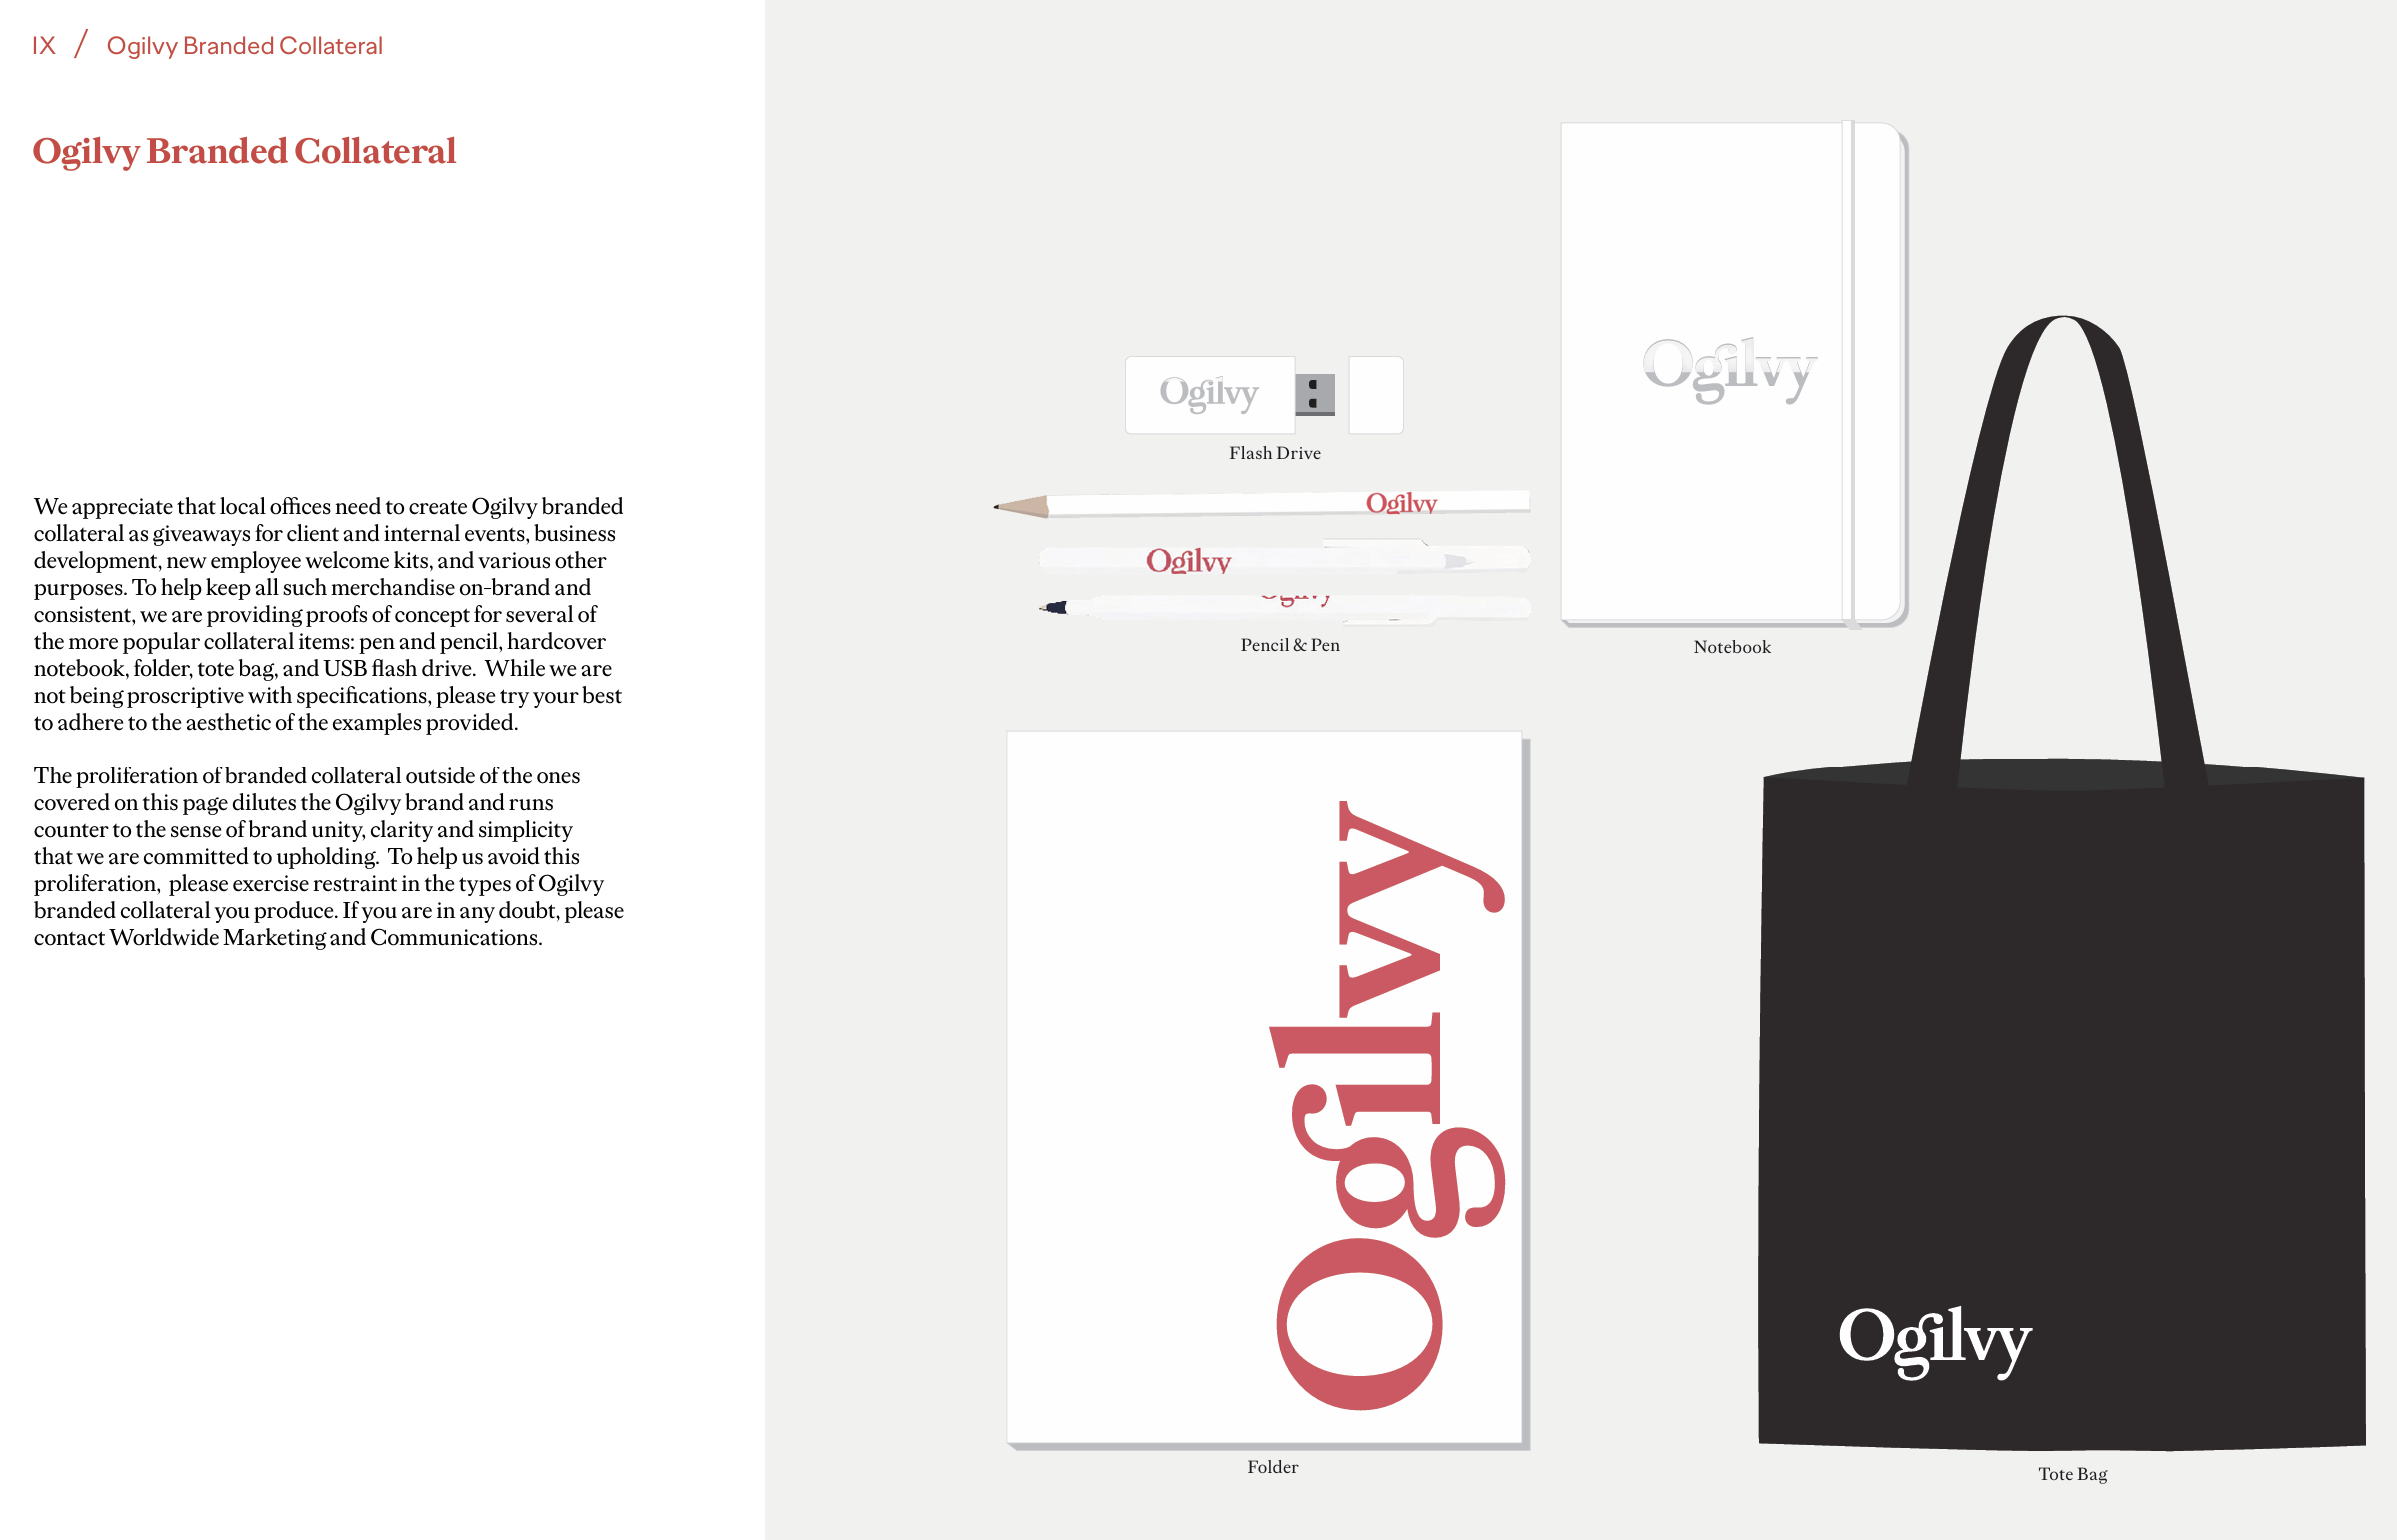 IX / Ogilvy Branded Collateral
Ogilvy Branded Collateral
We appreciate that local offices need to create Ogilvy branded
collateral as giveaways for client and internal events, business
development, new employee welcome kits, and various other
purposes. To help keep all such merchandise on-brand and
consistent, we are providing proofs of concept for several of
the more popular collateral items: pen and pencil, hardcover
notebook, folder, tote bag, and USB flash drive.  While we are
not being proscriptive with specifications, please try your best
to adhere to the aesthetic of the examples provided.
The proliferation of branded collateral outside of the ones
covered on this page dilutes the Ogilvy brand and runs
counter to the sense of brand unity, clarity and simplicity
that we are committed to upholding.  To help us avoid this
proliferation,  please exercise restraint in the types of Ogilvy
branded collateral you produce. If you are in any doubt, please
contact Worldwide Marketing and Communications.
Ogilvy
Flash Drive
Ogilvy
Ogilvy
Ogilvy
Pencil & Pen
Ogilvy
Notebook
Ogilvy
Folder
Ogilvy
Tote Bag